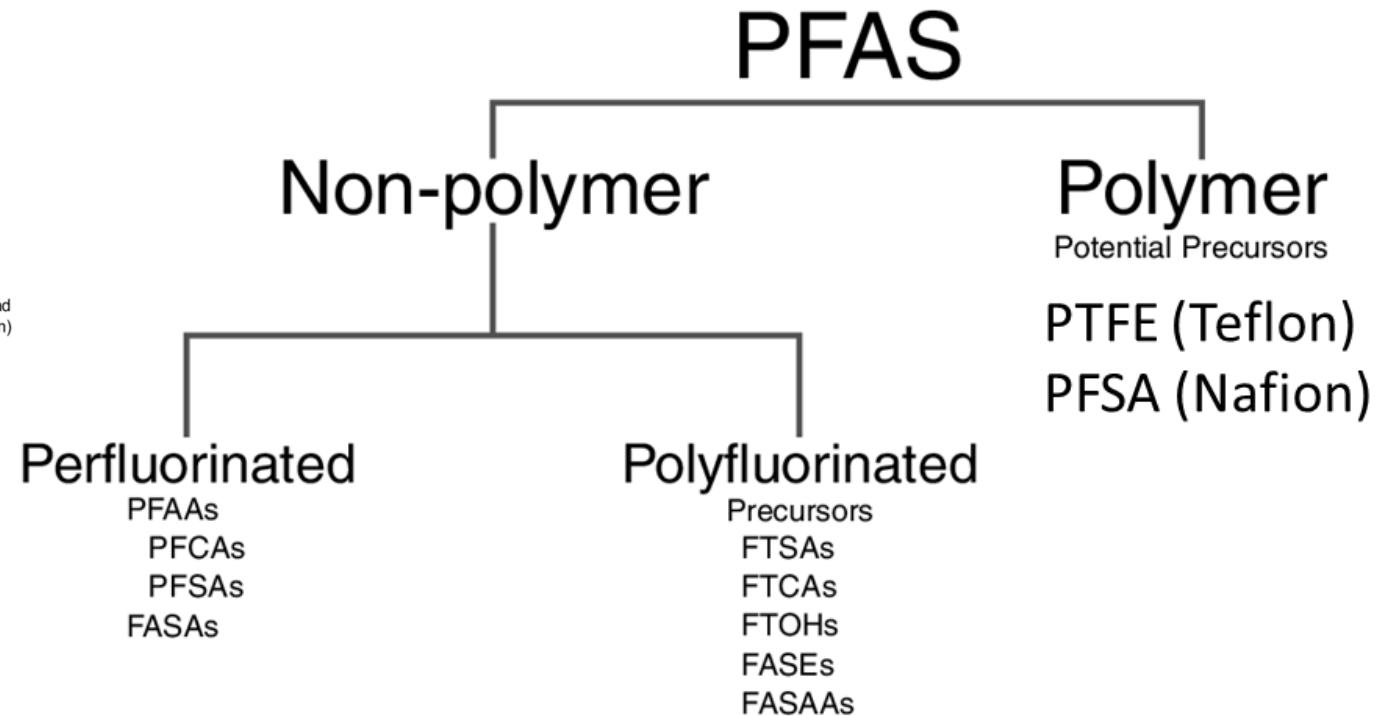 PFAS
Non-polymer
Polymer
Potential Precursors
PTFE (Teflon)
PFSA (Nafion)
Perfluorinated
PFAAs
PFCAs
PFSAs
FASAs
Polyfluorinated
Precursors
FTSAs
FTCAs
FTOHs
FASEs
FASAAs